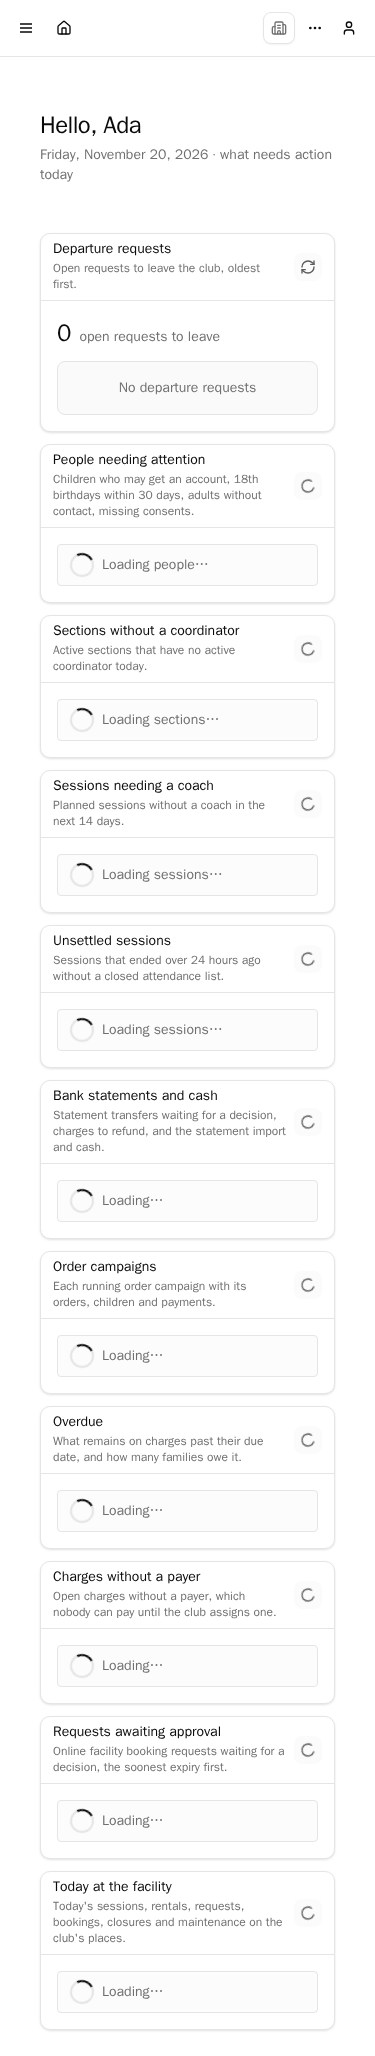 Hello, Ada
Friday, November 20, 2026 · what needs action
today
Departure requests
Open requests to leave the club, oldest
first.
0 open requests to leave
No departure requests
People needing attention
Children who may get an account, 18th
birthdays within 30 days, adults without
contact, missing consents.
Loading people…
Sections without a coordinator
Active sections that have no active
coordinator today.
Loading sections…
Sessions needing a coach
Planned sessions without a coach in the
next 14 days.
Loading sessions…
Unsettled sessions
Sessions that ended over 24 hours ago
without a closed attendance list.
Loading sessions…
Bank statements and cash
Statement transfers waiting for a decision,
charges to refund, and the statement import
and cash.
Loading…
Order campaigns
Each running order campaign with its
orders, children and payments.
Loading…
Overdue
What remains on charges past their due
date, and how many families owe it.
Loading…
Charges without a payer
Open charges without a payer, which
nobody can pay until the club assigns one.
Loading…
Requests awaiting approval
Online facility booking requests waiting for a
decision, the soonest expiry first.
Loading…
Today at the facility
Today's sessions, rentals, requests,
bookings, closures and maintenance on the
club's places.
Loading…